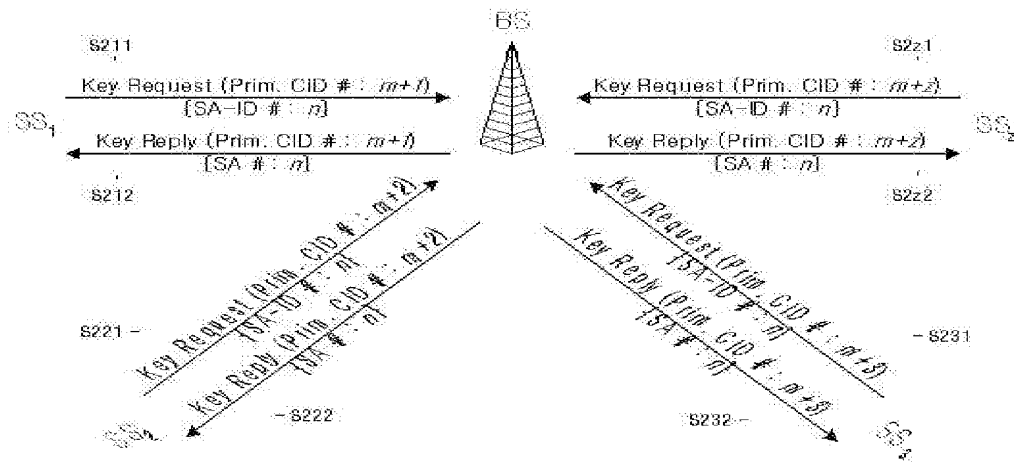 BS
S211
Key Request (Prim. CID # : m+1)
[SA-ID # : n]
SS1
Key Reply (Prim. CID # : m+1)
[SA # : n]
S212
S2z1
Key Request (Prim. CID # : m+z)
[SA-ID # : n]
SSz
Key Reply (Prim. CID # : m+z)
[SA # : n]
S2z2
Key Request (Prim. CID # : m+2)
[SA-ID # : n]
S221
Key Reply (Prim. CID # : m+2)
[SA # : n]
S222
SS2
Key Request (Prim. CID # : m+3)
[SA-ID # : n]
S231
Key Reply (Prim. CID # : m+3)
[SA # : n]
S232
SS3